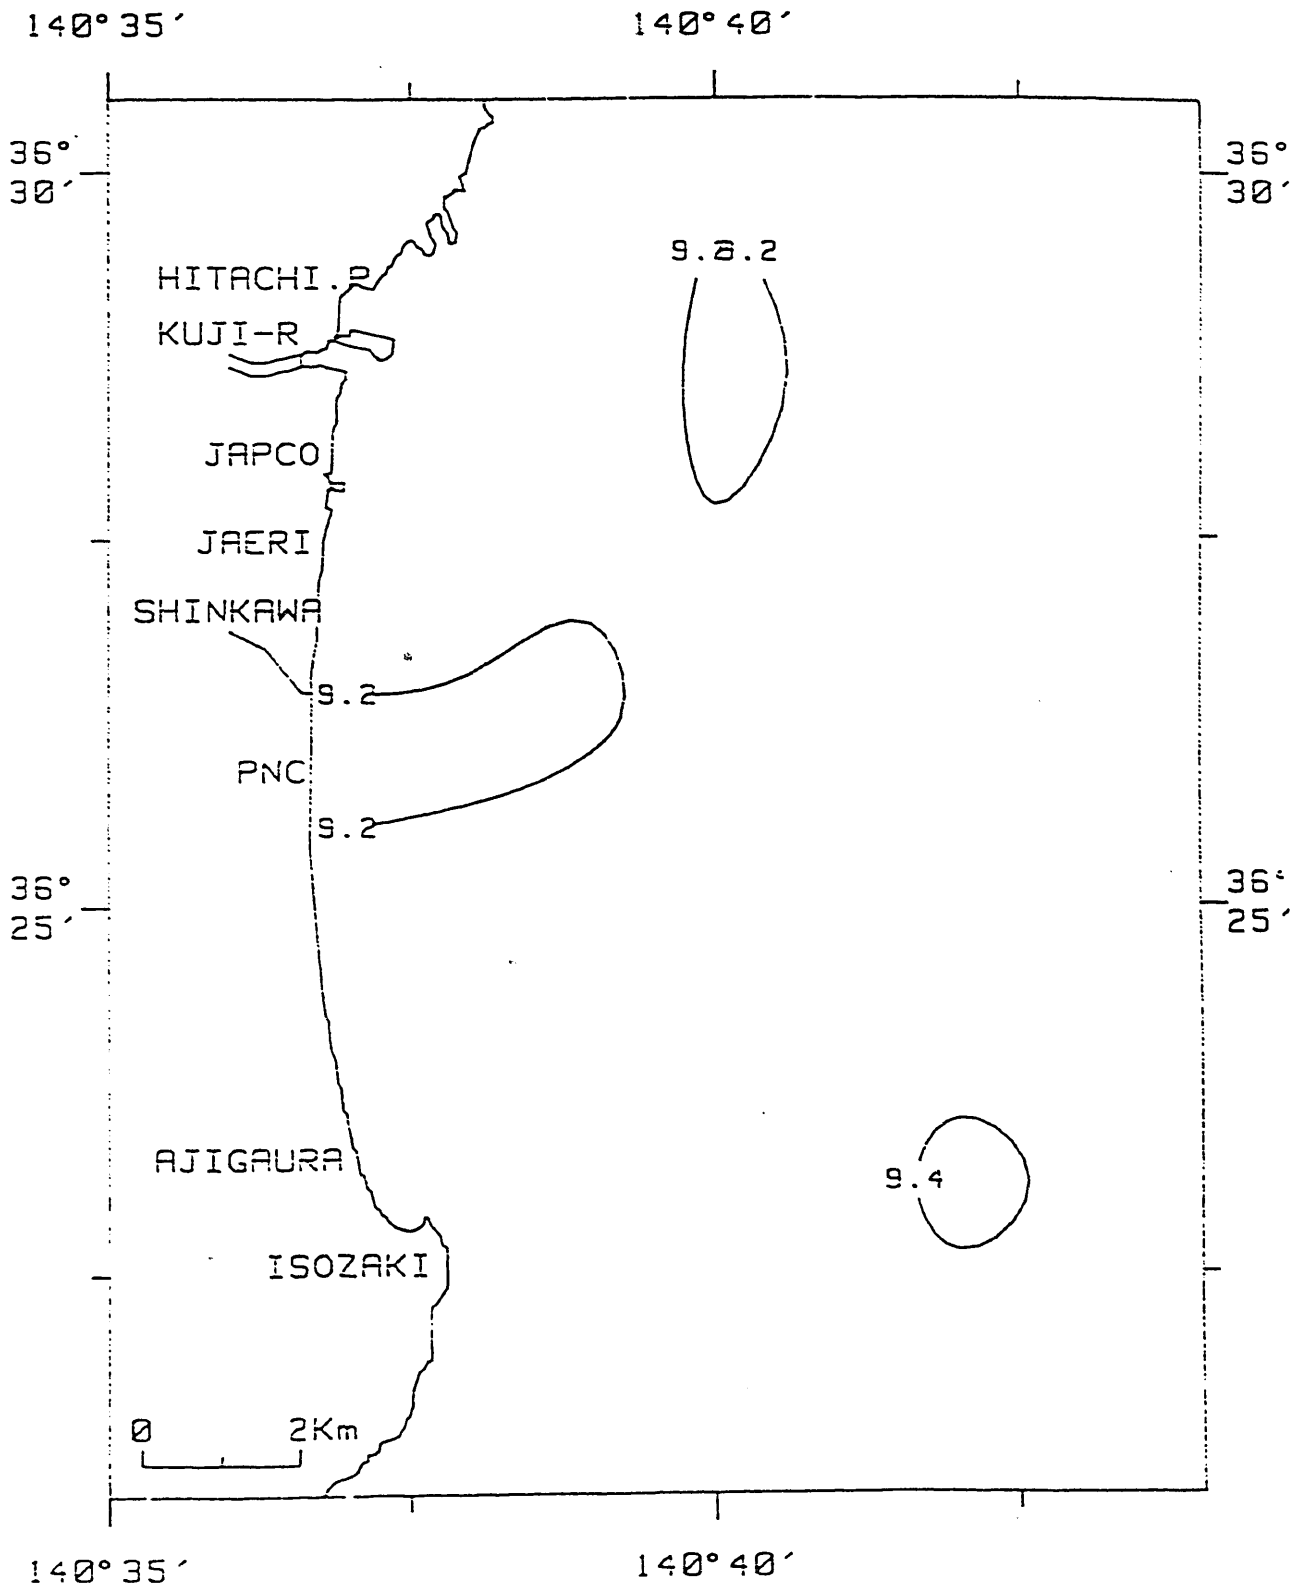 140°35′ 140°40′
36° 36°
30′ 30′
9.2
HITACHI.P
KUJI-R
JAPCO
JAERI
SHINKAWA
9.2
PNC
9.2
36° 36°
25′ 25′
AJIGAURA
9.4
ISOZAKI
0 2Km
140°35′ 140°40′